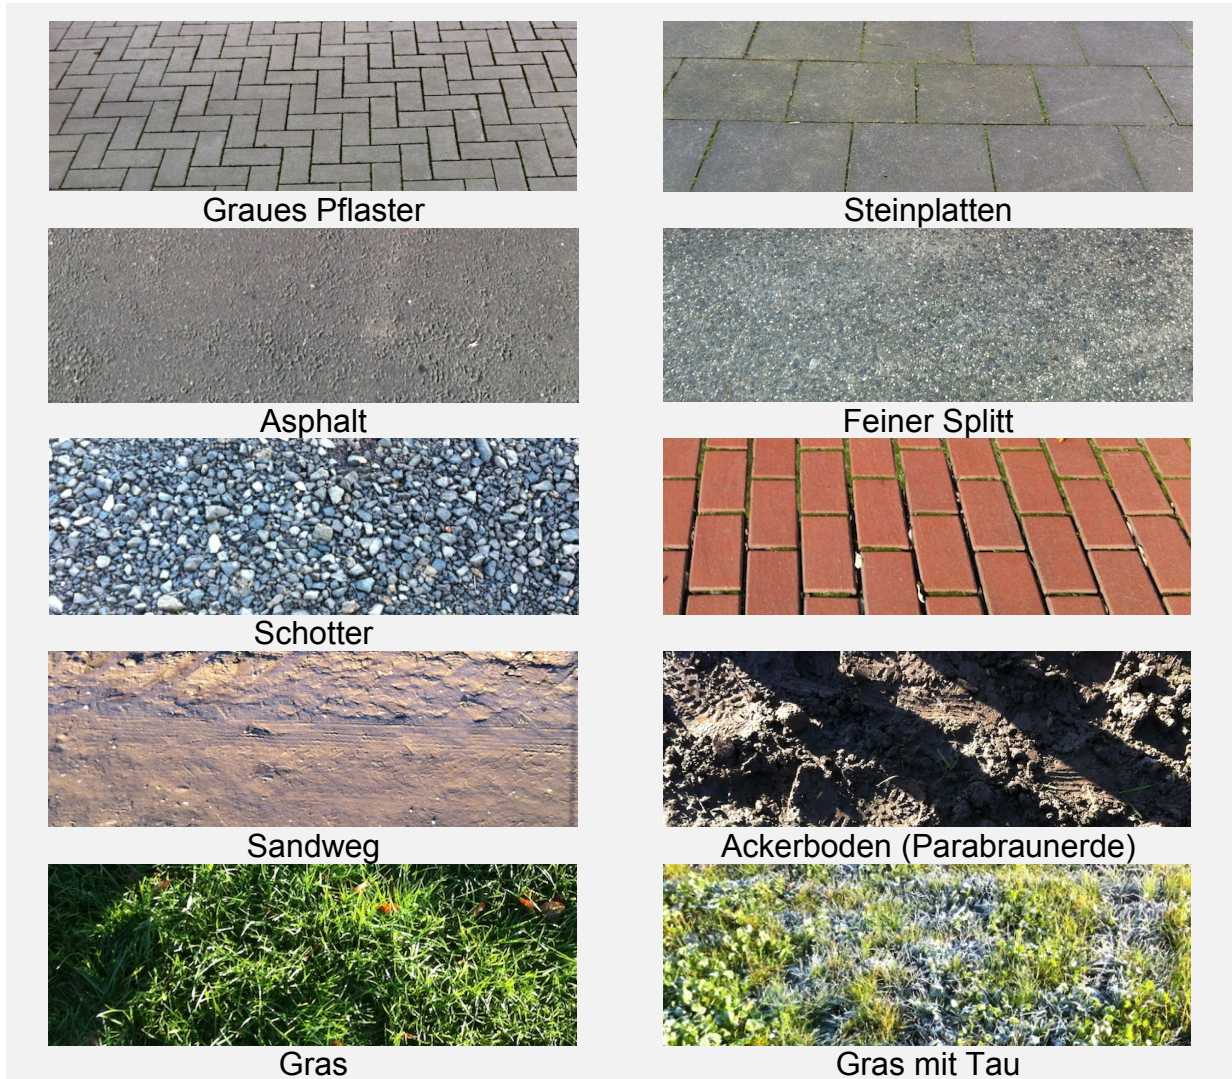 Graues Pflaster
Steinplatten
Asphalt
Feiner Splitt
Schotter
Sandweg
Ackerboden (Parabraunerde)
Gras
Gras mit Tau